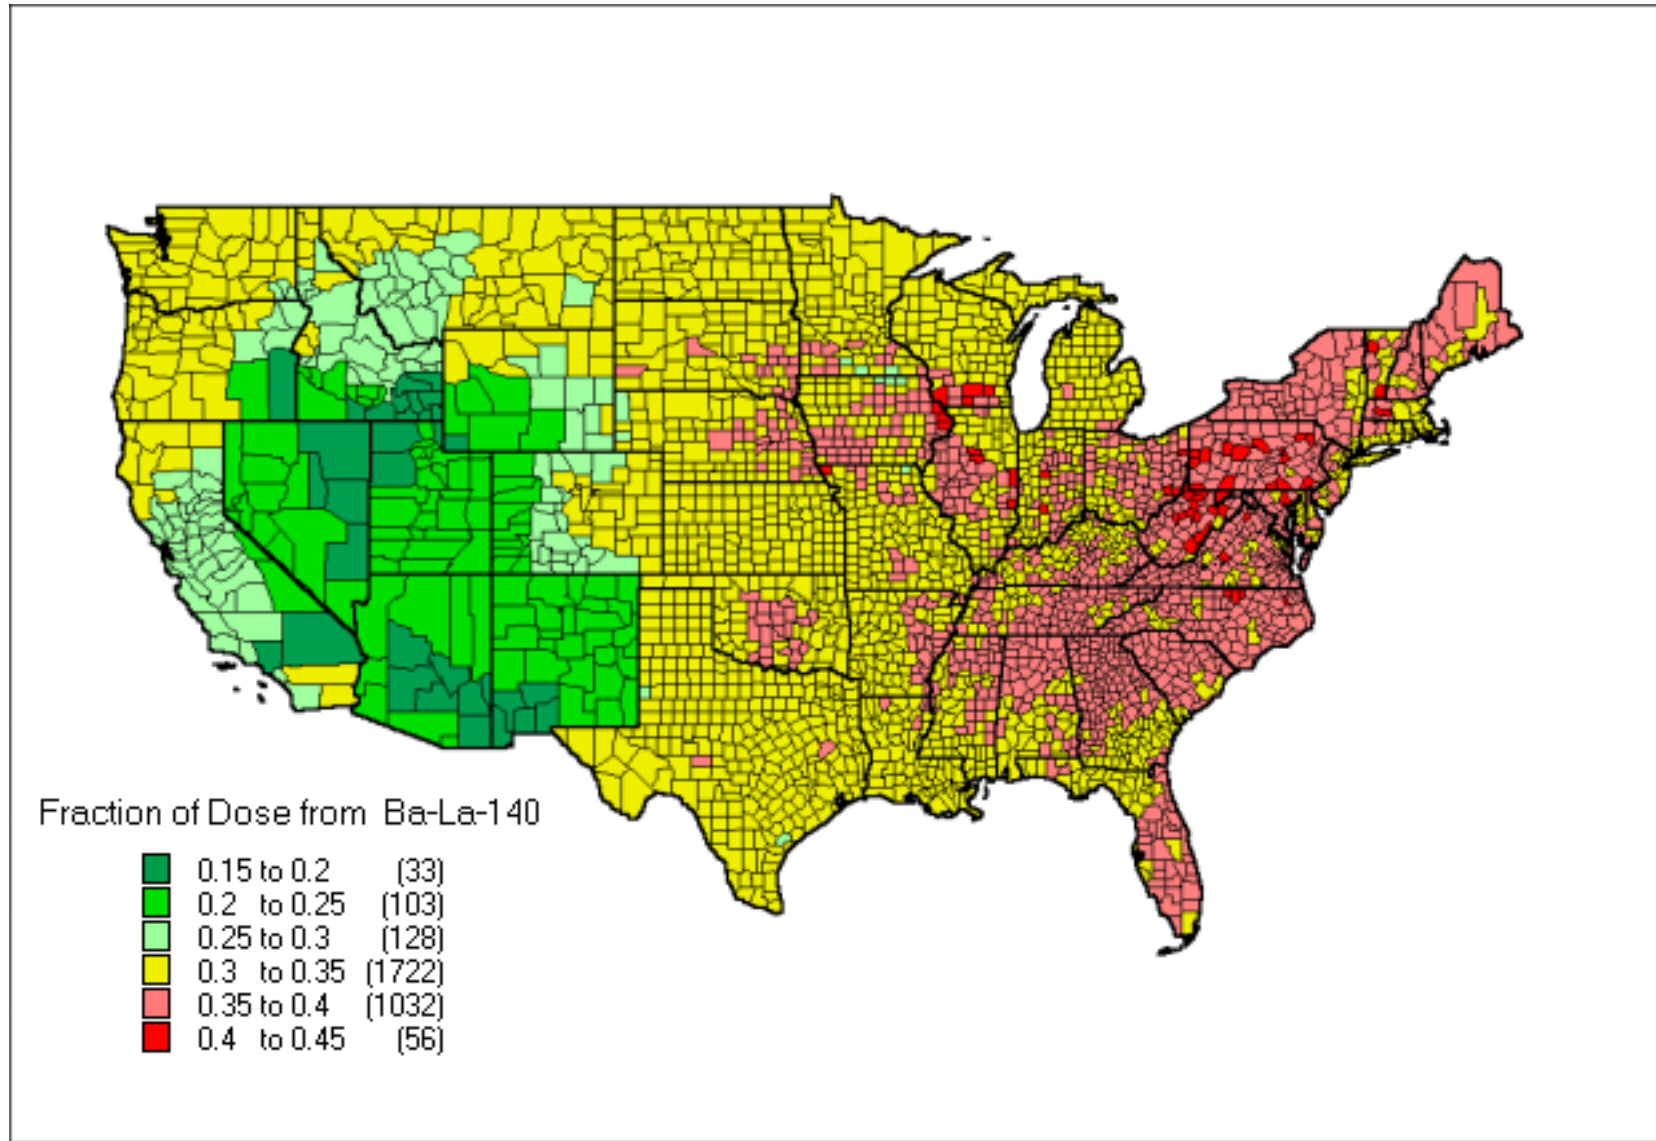 Fraction of Dose from Ba-La-140
0.15 to 0.2 (33)
0.2 to 0.25 (103)
0.25 to 0.3 (128)
0.3 to 0.35 (1722)
0.35 to 0.4 (1032)
0.4 to 0.45 (56)